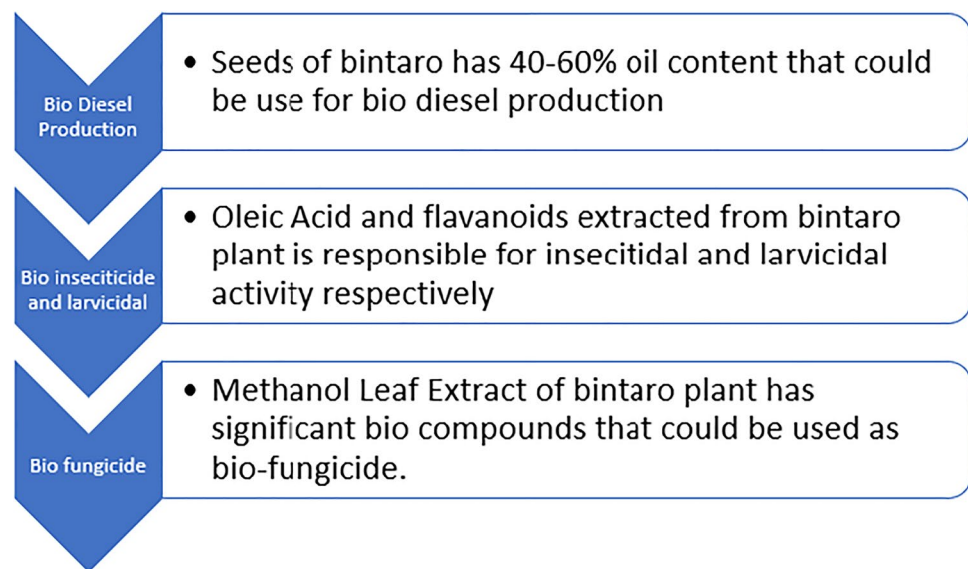 Bio Diesel
Production
• Seeds of bintaro has 40-60% oil content that could
be use for bio diesel production
Bio inseciticide
and larvicidal
• Oleic Acid and flavanoids extracted from bintaro
plant is responsible for insecitidal and larvicidal
activity respectively
Bio fungicide
• Methanol Leaf Extract of bintaro plant has
significant bio compounds that could be used as
bio-fungicide.